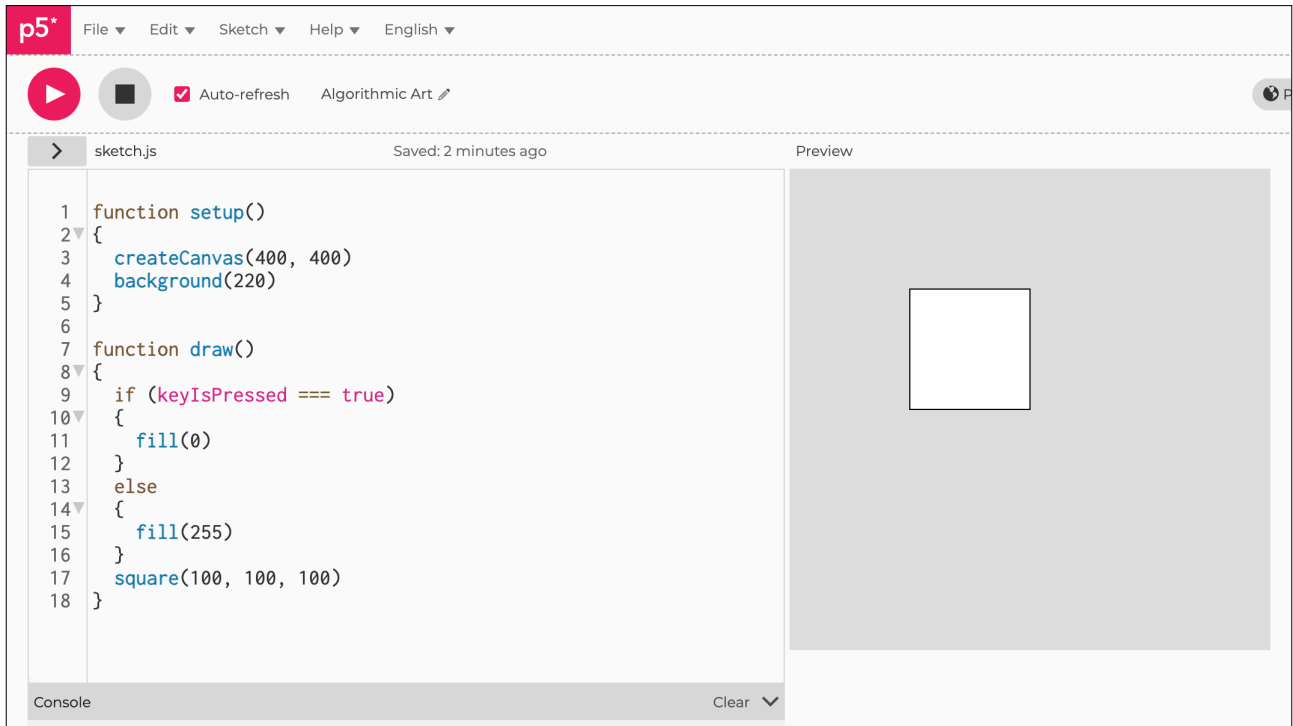 p5* File Edit Sketch Help English
Auto-refresh Algorithmic Art P
> sketch.js Saved: 2 minutes ago Preview
1 function setup()
2 {
3   createCanvas(400, 400)
4   background(220)
5 }
6
7 function draw()
8 {
9   if (keyIsPressed === true)
10   {
11     fill(0)
12   }
13   else
14   {
15     fill(255)
16   }
17   square(100, 100, 100)
18 }
Console Clear